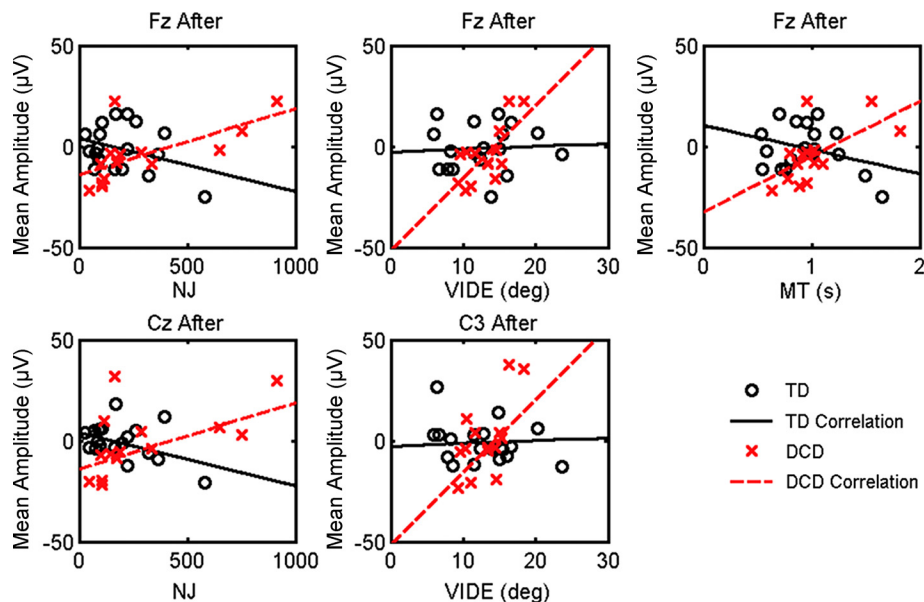 Fz After
Fz After
Fz After
Mean Amplitude (µV)
50
0
-50
0
500
1000
NJ
Mean Amplitude (µV)
50
0
-50
0
10
20
30
VIDE (deg)
Mean Amplitude (µV)
50
0
-50
0
1
2
MT (s)
Cz After
C3 After
Mean Amplitude (µV)
50
0
-50
0
500
1000
NJ
Mean Amplitude (µV)
50
0
-50
0
10
20
30
VIDE (deg)
TD
TD Correlation
DCD
DCD Correlation